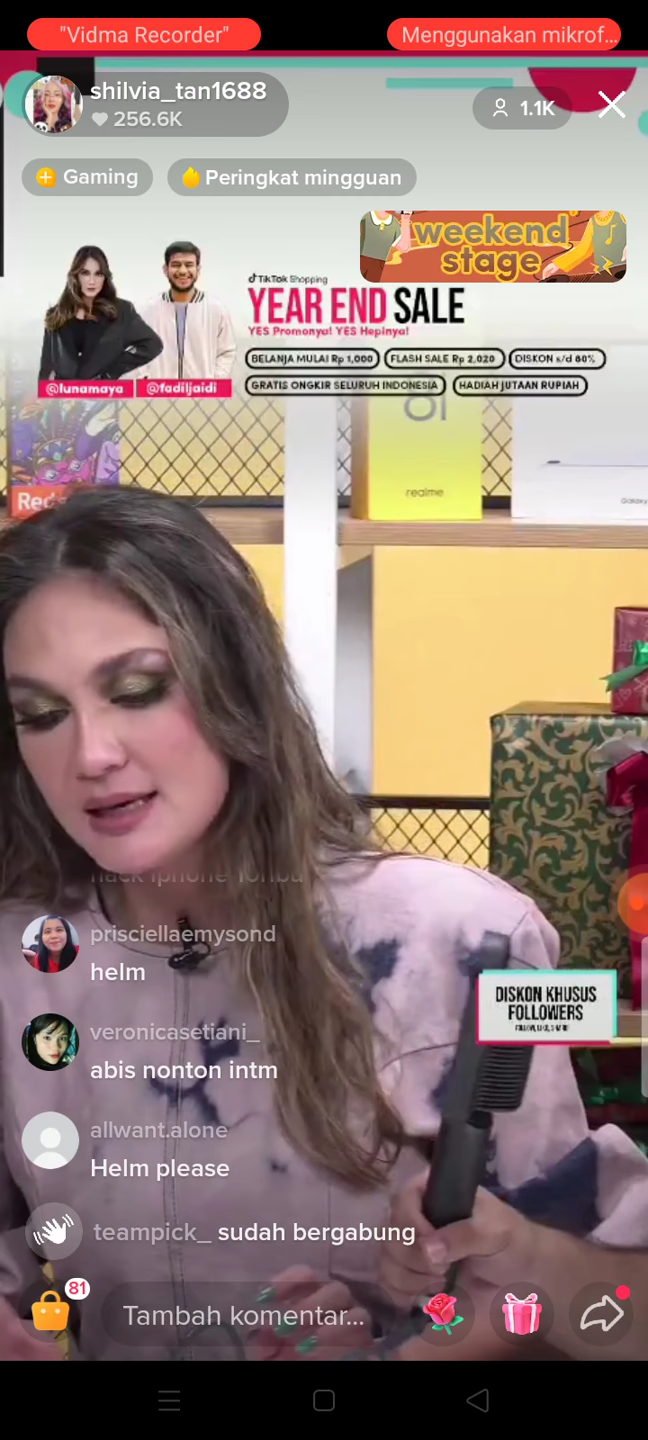 "Vidma Recorder"
Menggunakan mikrof...
shilvia_tan1688
256.6K
1.1K
Gaming
Peringkat mingguan
weekend
stage
TikTok Shopping
YEAR END SALE
YES Promonya! YES Hepinya!
BELANJA MULAI Rp 1,000
FLASH SALE Rp 2,020
DISKON s/d 80%
GRATIS ONGKIR SELURUH INDONESIA
HADIAH JUTAAN RUPIAH
@lunamaya
@fadiljaidi
realme
prisciellaemysond
helm
veronicasetiani_
abis nonton intm
allwant.alone
Helm please
teampick_ sudah bergabung
DISKON KHUSUS
FOLLOWERS
81
Tambah komentar...